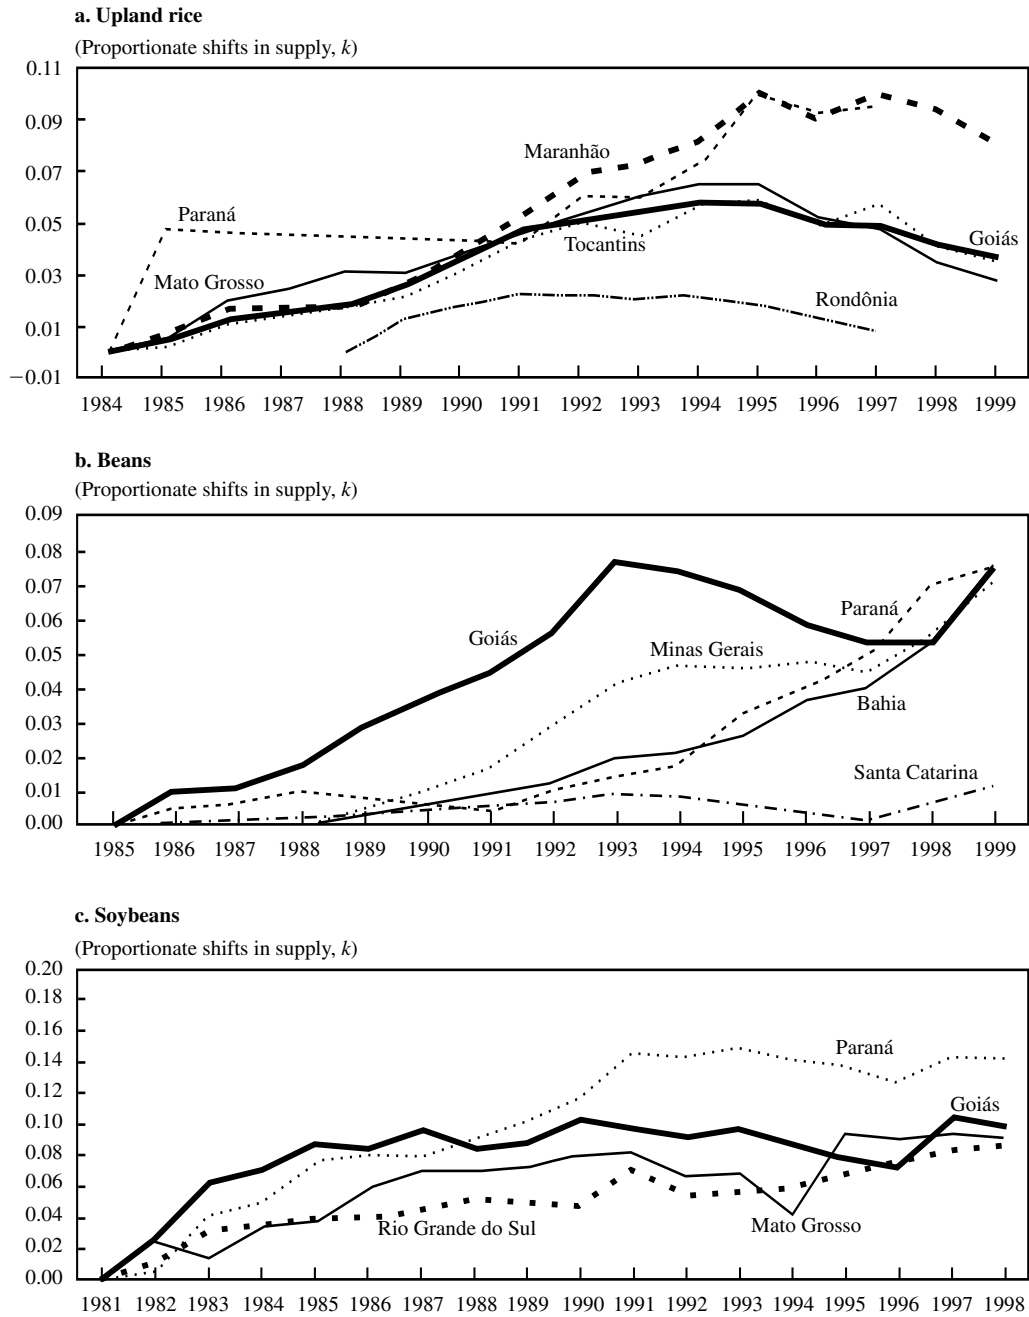 a. Upland rice
(Proportionate shifts in supply, k)
0.11
0.09
Maranhão
0.07
Paraná
0.05
Tocantins
Goiás
Mato Grosso
0.03
Rondônia
0.01
−0.01
1984 1985 1986 1987 1988 1989 1990 1991 1992 1993 1994 1995 1996 1997 1998 1999
b. Beans
(Proportionate shifts in supply, k)
0.09
0.08
0.07
Paraná
0.06
Goiás
Minas Gerais
0.05
0.04
Bahia
0.03
0.02
Santa Catarina
0.01
0.00
1985 1986 1987 1988 1989 1990 1991 1992 1993 1994 1995 1996 1997 1998 1999
c. Soybeans
(Proportionate shifts in supply, k)
0.20
0.18
0.16
Paraná
0.14
0.12
Goiás
0.10
0.08
0.06
0.04
Rio Grande do Sul
Mato Grosso
0.02
0.00
1981 1982 1983 1984 1985 1986 1987 1988 1989 1990 1991 1992 1993 1994 1995 1996 1997 1998